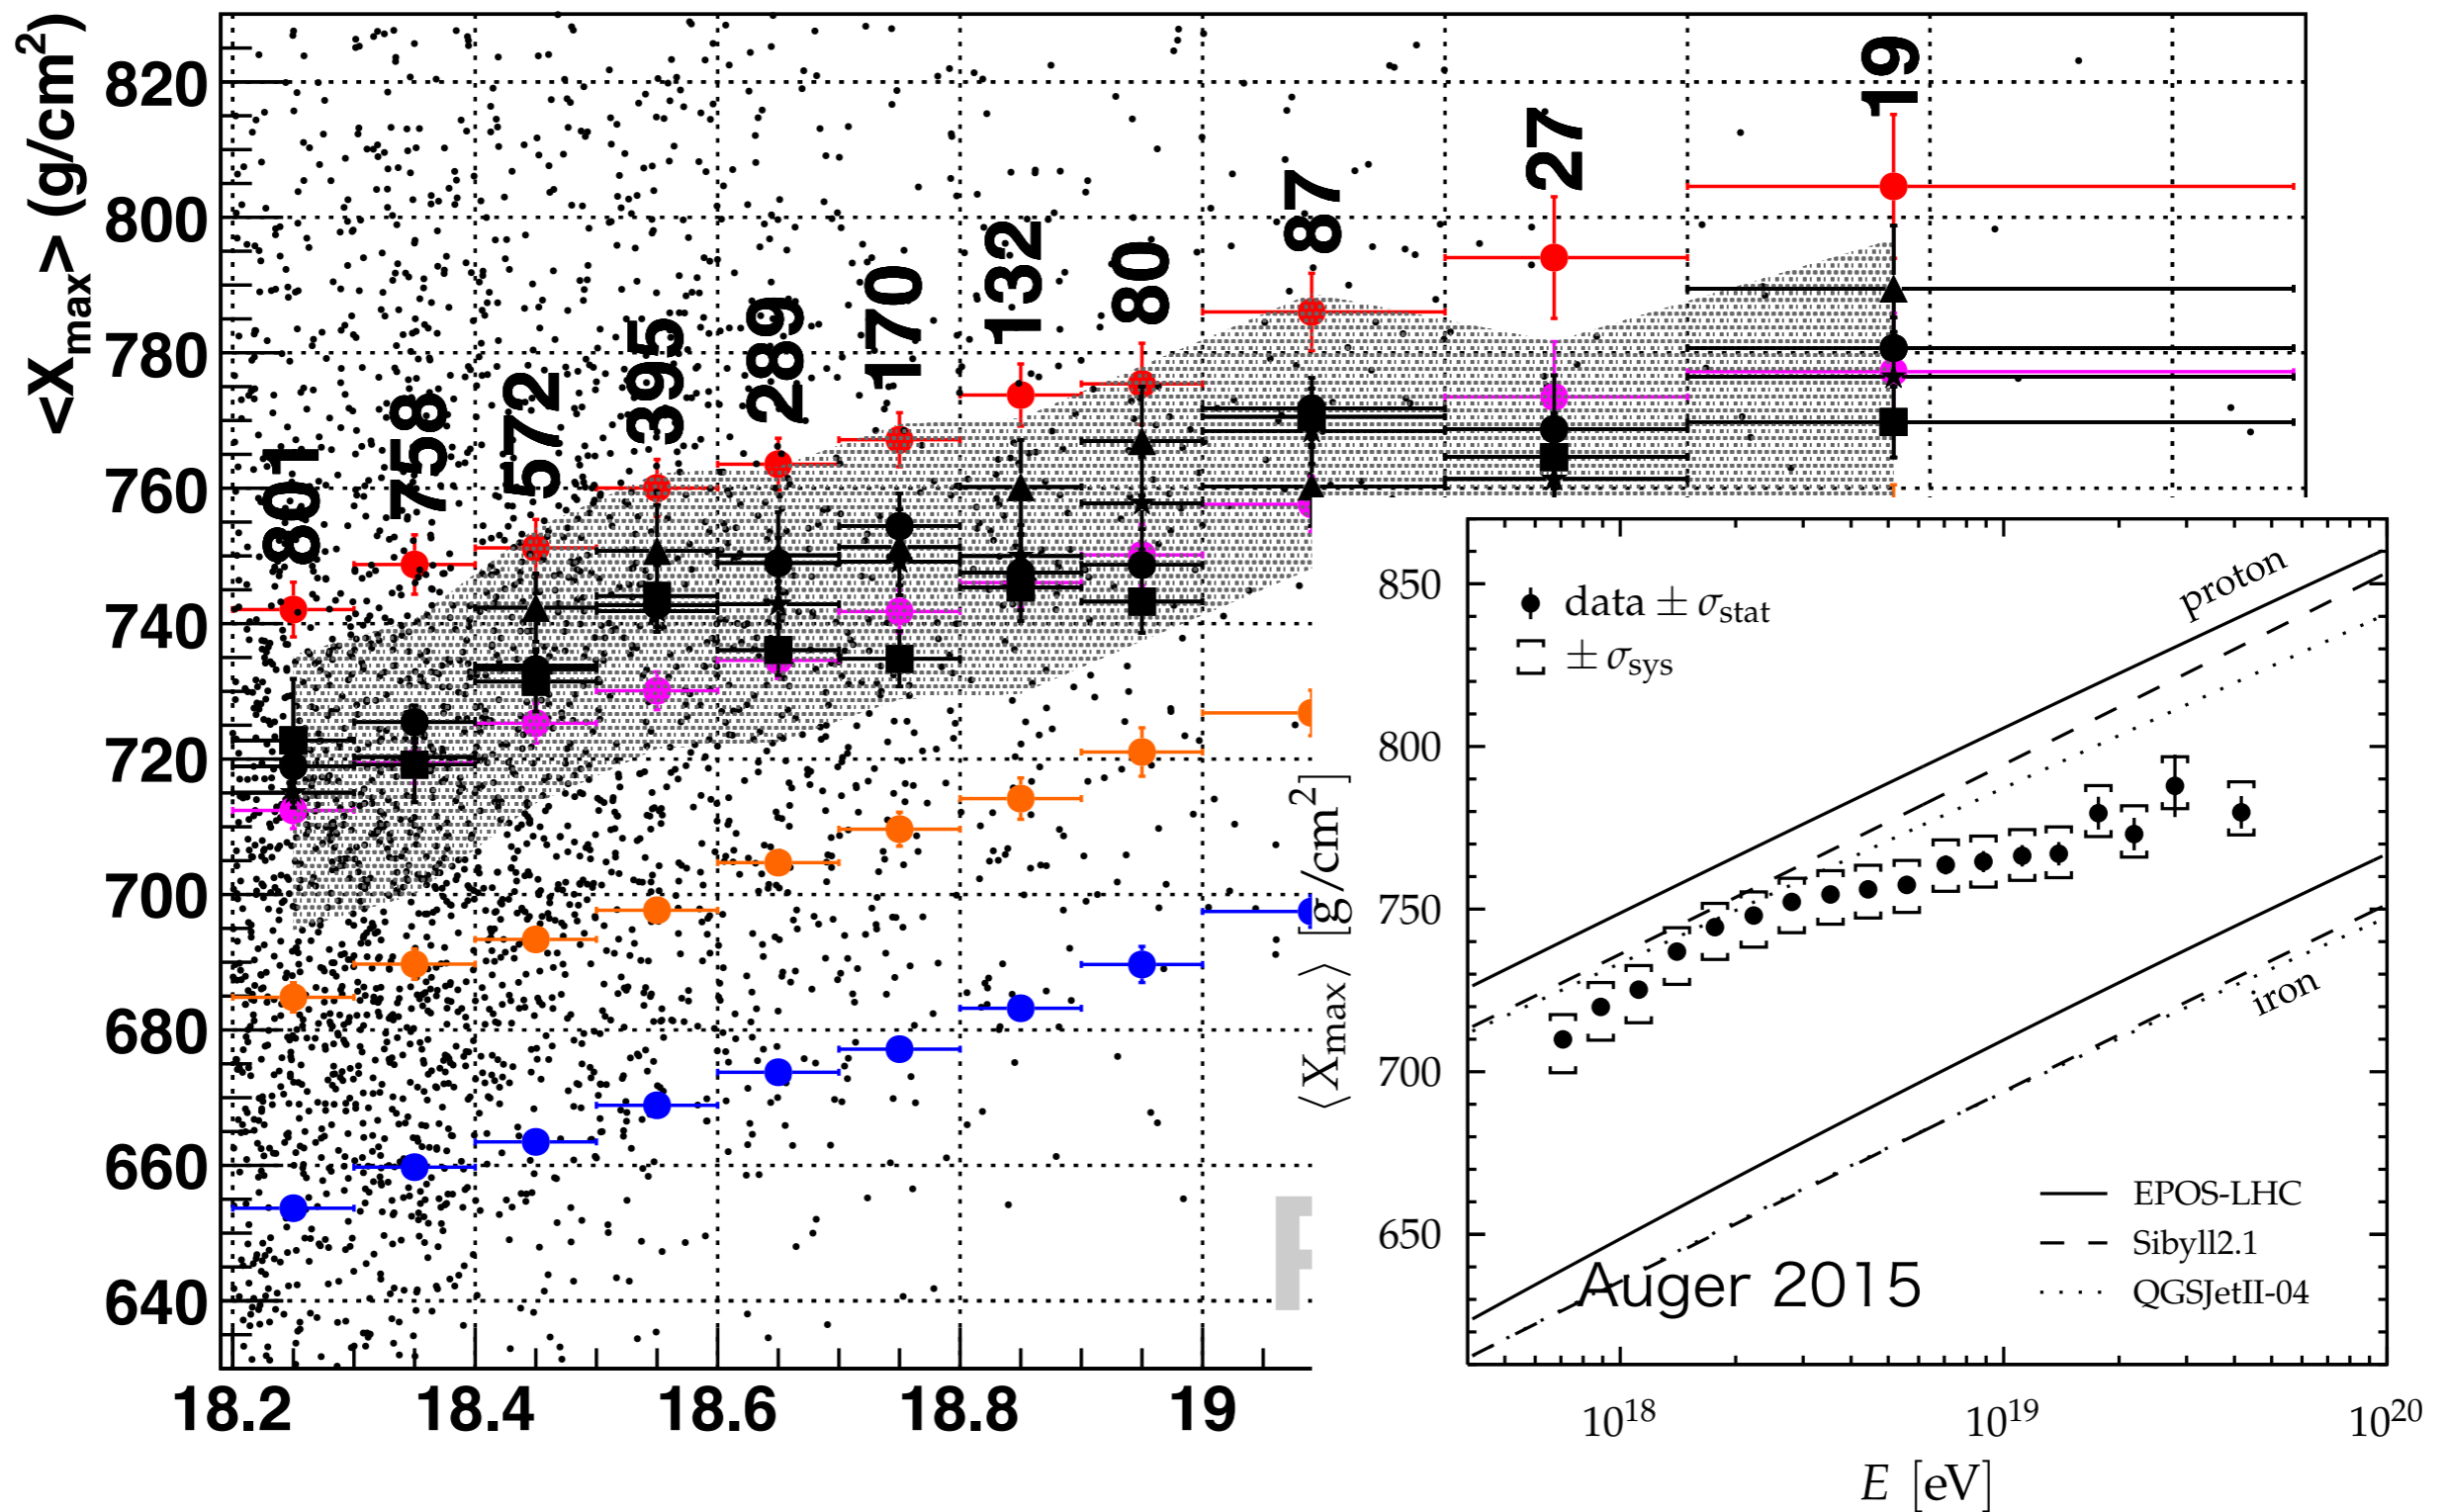 <Xmax> (g/cm2)
820
800
780
760
740
720
700
680
660
640
18.2 18.4 18.6 18.8 19
801
758
572
395
289
170
132
80
87
27
19
⟨Xmax⟩ [g/cm2]
850
800
750
700
650
data ± σstat
[ ] ± σsys
proton
iron
EPOS-LHC
Sibyll2.1
QGSJetII-04
Auger 2015
10^18 10^19 10^20
E [eV]